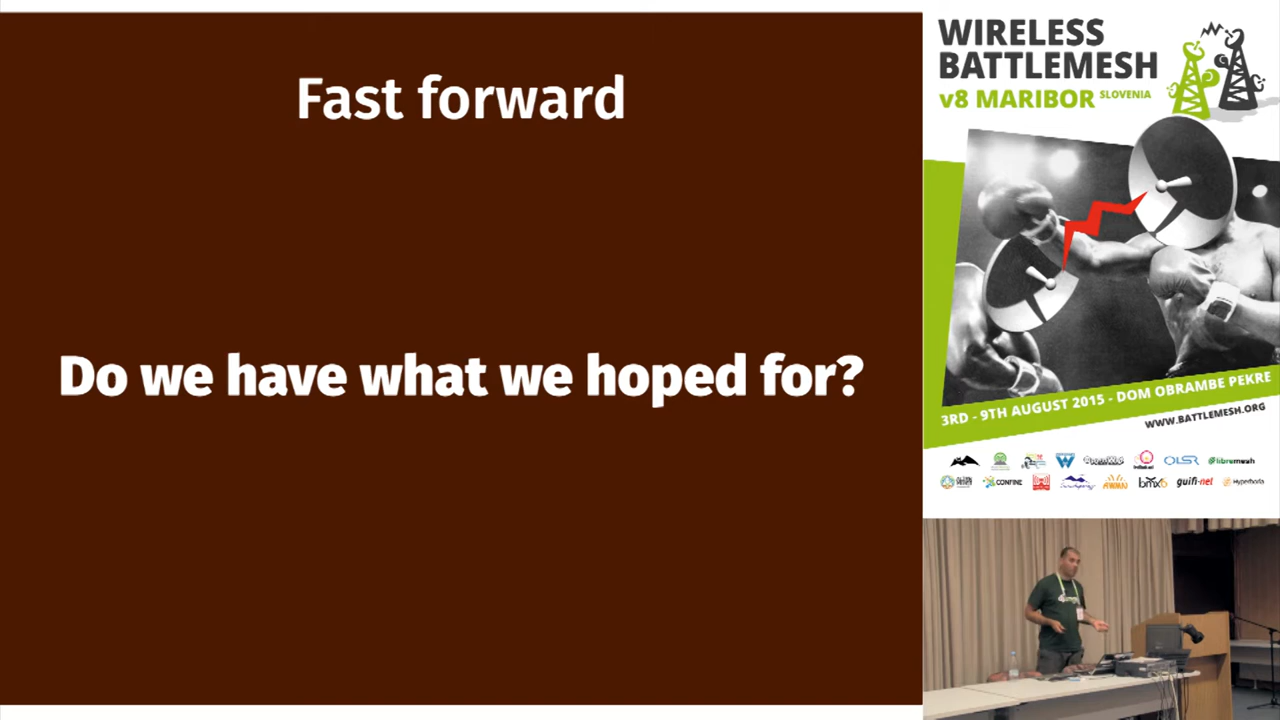 Fast forward
Do we have what we hoped for?
WIRELESS
BATTLEMESH
v8 MARIBOR SLOVENIA
3RD - 9TH AUGUST 2015 - DOM OBRAMBE PEKRE
WWW.BATTLEMESH.ORG
OLSR
libremesh
CONFINE
bmx6
guifi·net
Hyperboria